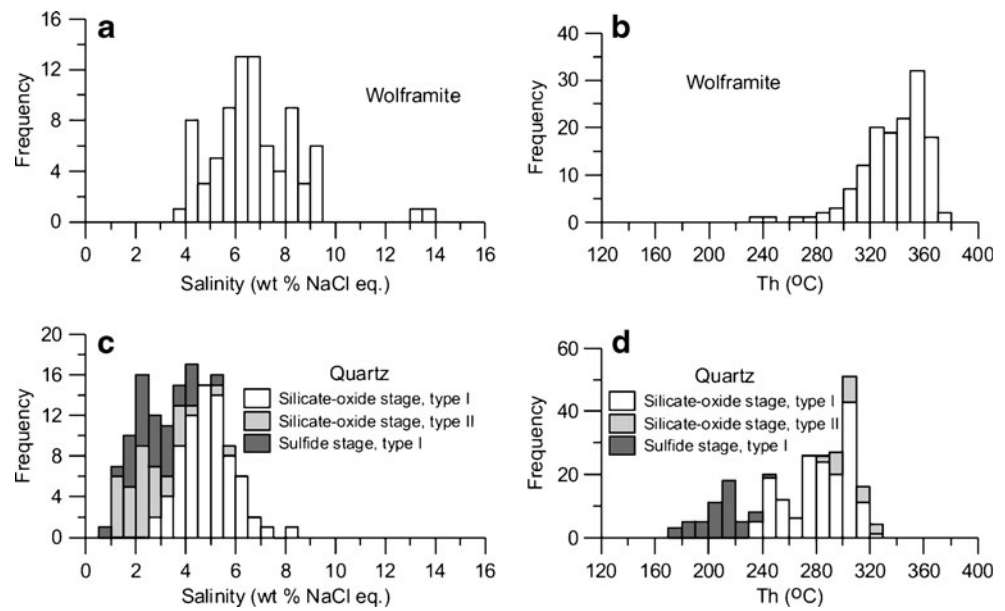 a
16
12
8
4
0
Frequency
Wolframite
0 2 4 6 8 10 12 14 16
Salinity (wt % NaCl eq.)
b
40
30
20
10
0
Frequency
Wolframite
120 160 200 240 280 320 360 400
Th (ºC)
c
20
16
12
8
4
0
Frequency
Quartz
Silicate-oxide stage, type I
Silicate-oxide stage, type II
Sulfide stage, type I
0 2 4 6 8 10 12 14 16
Salinity (wt % NaCl eq.)
d
60
40
20
0
Frequency
Quartz
Silicate-oxide stage, type I
Silicate-oxide stage, type II
Sulfide stage, type I
120 160 200 240 280 320 360 400
Th (ºC)